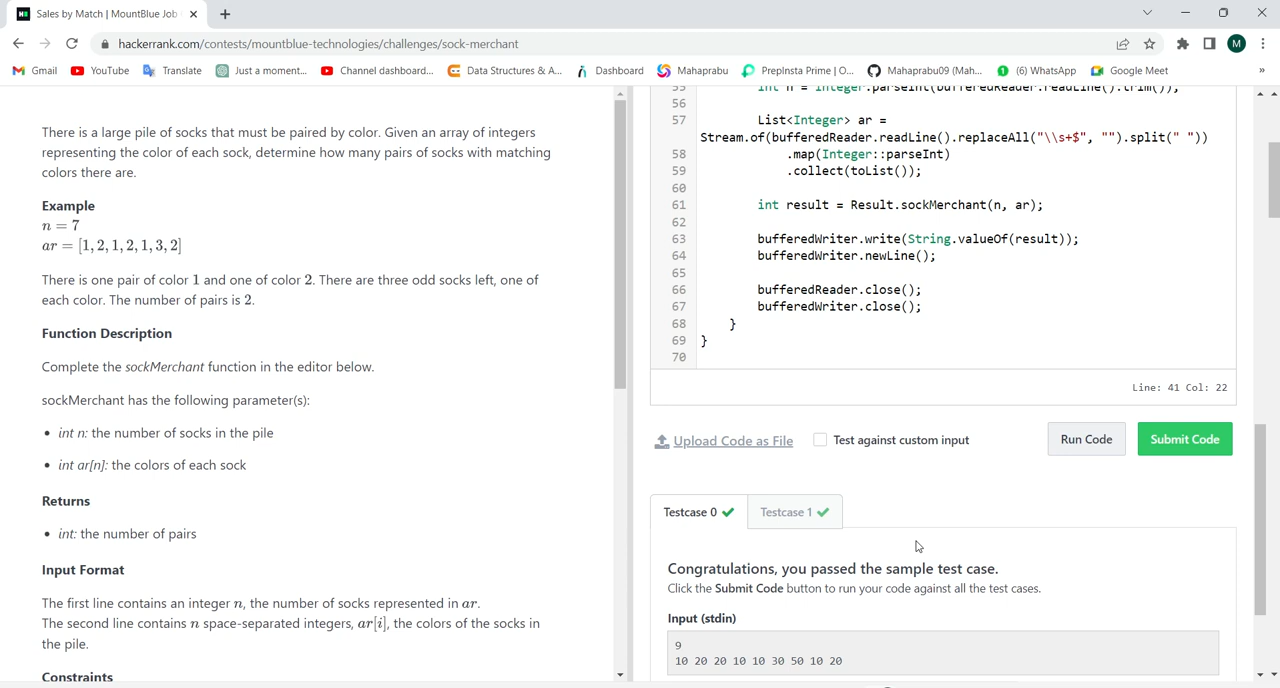 Sales by Match | MountBlue Job
hackerrank.com/contests/mountblue-technologies/challenges/sock-merchant
M
Gmail YouTube Translate Just a moment... Channel dashboard... Data Structures & A... Dashboard Mahaprabu PrepInsta Prime | O... Mahaprabu09 (Mah... (6) WhatsApp Google Meet »
There is a large pile of socks that must be paired by color. Given an array of integers
representing the color of each sock, determine how many pairs of socks with matching
colors there are.
Example
n = 7
ar = [1, 2, 1, 2, 1, 3, 2]
There is one pair of color 1 and one of color 2. There are three odd socks left, one of
each color. The number of pairs is 2.
Function Description
Complete the sockMerchant function in the editor below.
sockMerchant has the following parameter(s):
• int n: the number of socks in the pile
• int ar[n]: the colors of each sock
Returns
• int: the number of pairs
Input Format
The first line contains an integer n, the number of socks represented in ar.
The second line contains n space-separated integers, ar[i], the colors of the socks in
the pile.
Constraints
55 int n = Integer.parseInt(bufferedReader.readLine().trim());
56
57 List<Integer> ar =
Stream.of(bufferedReader.readLine().replaceAll("\\s+$", "").split(" "))
58 .map(Integer::parseInt)
59 .collect(toList());
60
61 int result = Result.sockMerchant(n, ar);
62
63 bufferedWriter.write(String.valueOf(result));
64 bufferedWriter.newLine();
65
66 bufferedReader.close();
67 bufferedWriter.close();
68 }
69 }
70
Line: 41 Col: 22
Upload Code as File Test against custom input Run Code Submit Code
Testcase 0 Testcase 1
Congratulations, you passed the sample test case.
Click the Submit Code button to run your code against all the test cases.
Input (stdin)
9
10 20 20 10 10 30 50 10 20